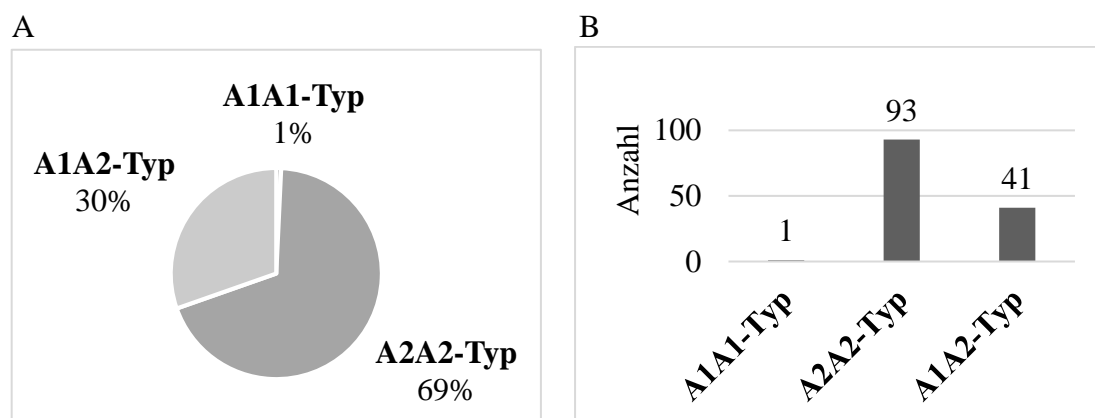 A
A1A1-Typ
1%
A1A2-Typ
30%
A2A2-Typ
69%
B
Anzahl
100
50
0
1
93
41
A1A1-Typ
A2A2-Typ
A1A2-Typ